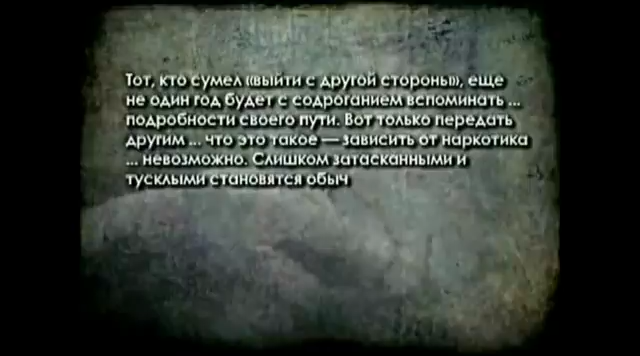 Тот, кто сумел «выйти с другой стороны», еще
не один год будет с содроганием вспоминать ...
подробности своего пути. Вот только передать
другим ... что это такое — зависить от наркотика
... невозможно. Слишком затасканными и
тусклыми становятся обыч